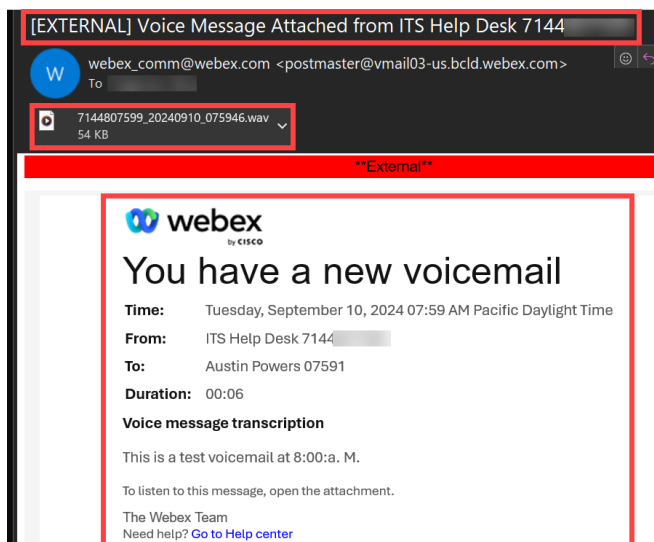 [EXTERNAL] Voice Message Attached from ITS Help Desk 7144
W
webex_comm@webex.com <postmaster@vmail03-us.bcld.webex.com>
To
7144807599_20240910_075946.wav
54 KB
**External**
webex
by CISCO
You have a new voicemail
Time: Tuesday, September 10, 2024 07:59 AM Pacific Daylight Time
From: ITS Help Desk 7144
To: Austin Powers 07591
Duration: 00:06
Voice message transcription
This is a test voicemail at 8:00:a. M.
To listen to this message, open the attachment.
The Webex Team
Need help? Go to Help center